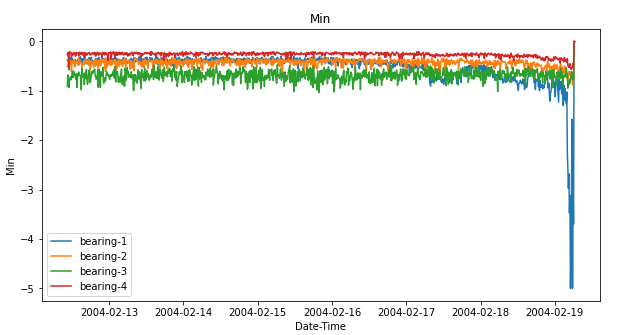 Min
0
−1
−2
−3
−4
−5
Min
bearing-1
bearing-2
bearing-3
bearing-4
2004-02-13
2004-02-14
2004-02-15
2004-02-16
2004-02-17
2004-02-18
2004-02-19
Date-Time